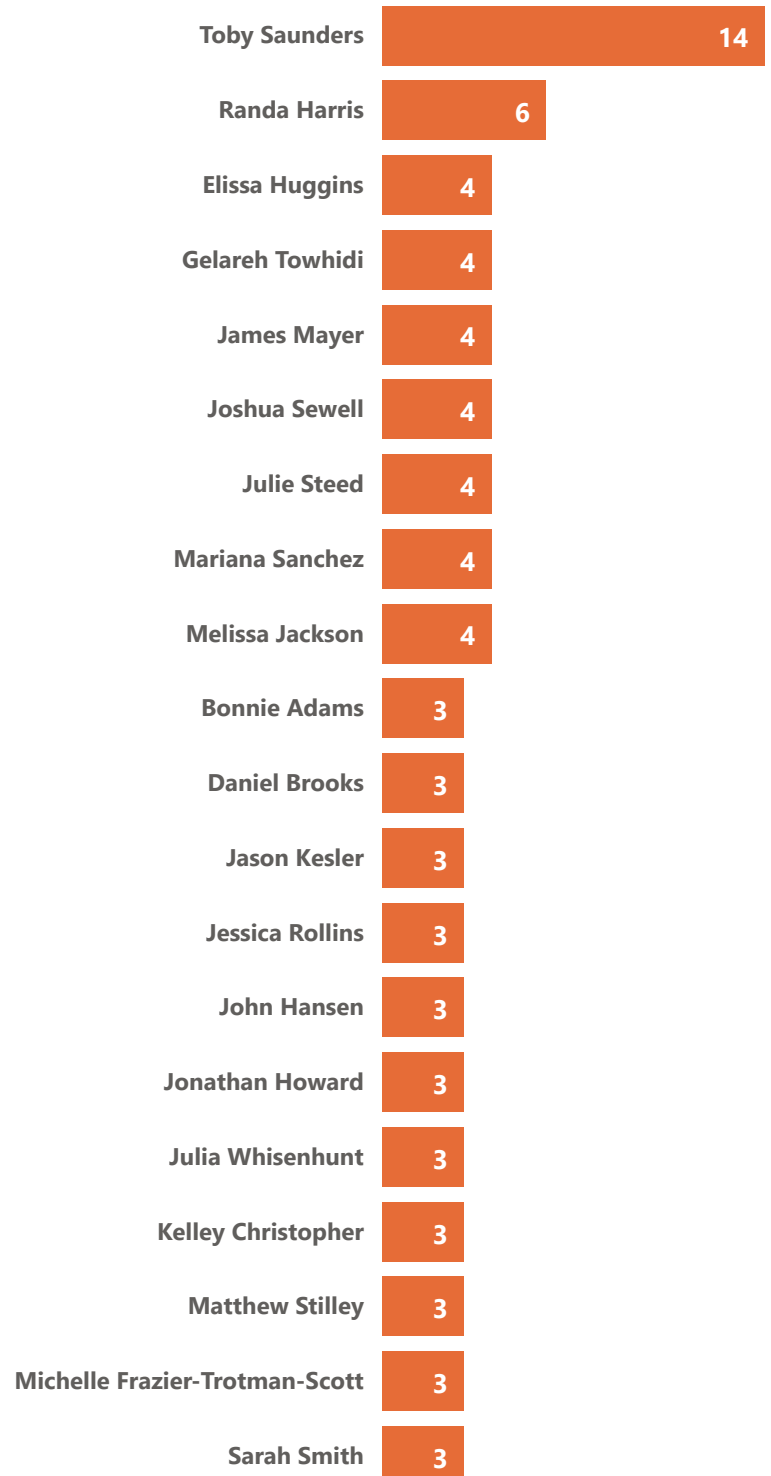 Toby Saunders 14
Randa Harris 6
Elissa Huggins 4
Gelareh Towhidi 4
James Mayer 4
Joshua Sewell 4
Julie Steed 4
Mariana Sanchez 4
Melissa Jackson 4
Bonnie Adams 3
Daniel Brooks 3
Jason Kesler 3
Jessica Rollins 3
John Hansen 3
Jonathan Howard 3
Julia Whisenhunt 3
Kelley Christopher 3
Matthew Stilley 3
Michelle Frazier-Trotman-Scott 3
Sarah Smith 3